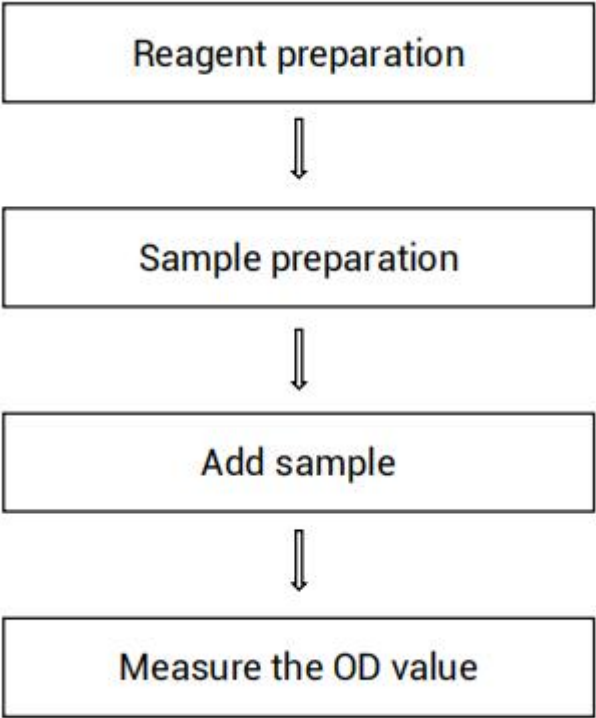 Reagent preparation
Sample preparation
Add sample
Measure the OD value